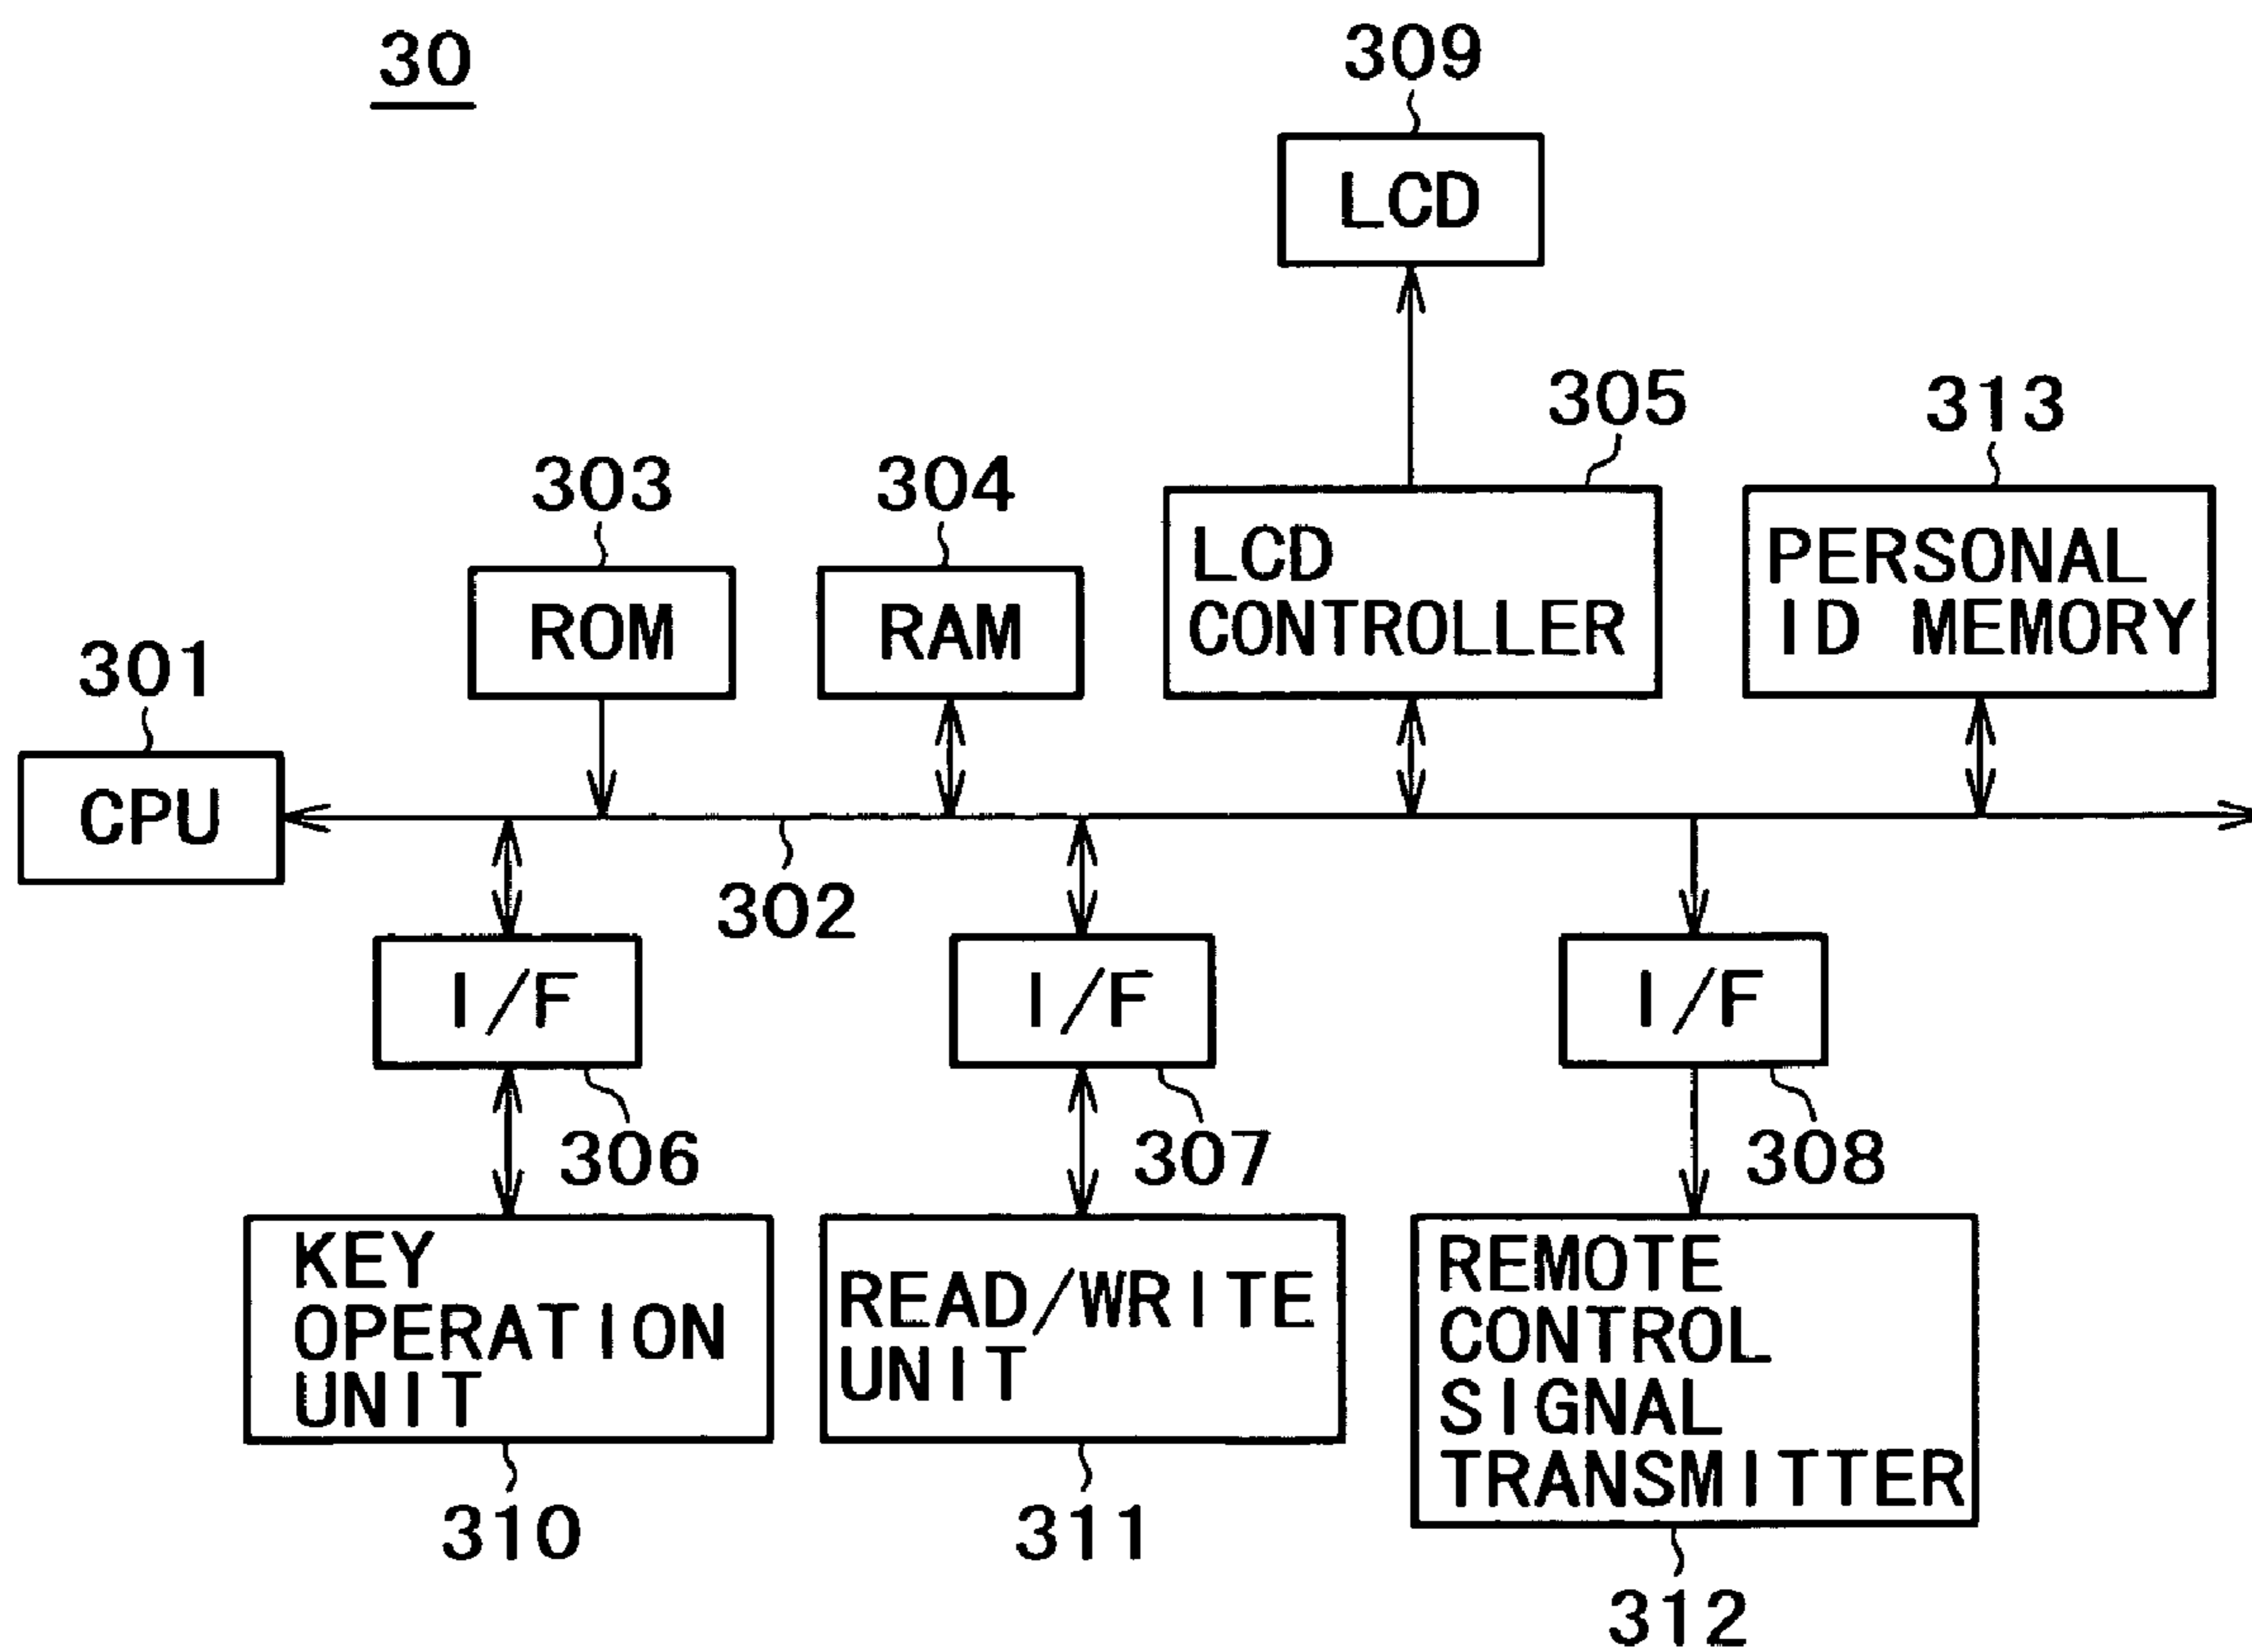 30
309
LCD
305
313
303
304
LCD
CONTROLLER
PERSONAL
ID MEMORY
ROM
RAM
301
CPU
302
I/F
I/F
I/F
306
307
308
KEY
OPERATION
UNIT
READ/WRITE
UNIT
REMOTE
CONTROL
SIGNAL
TRANSMITTER
310
311
312